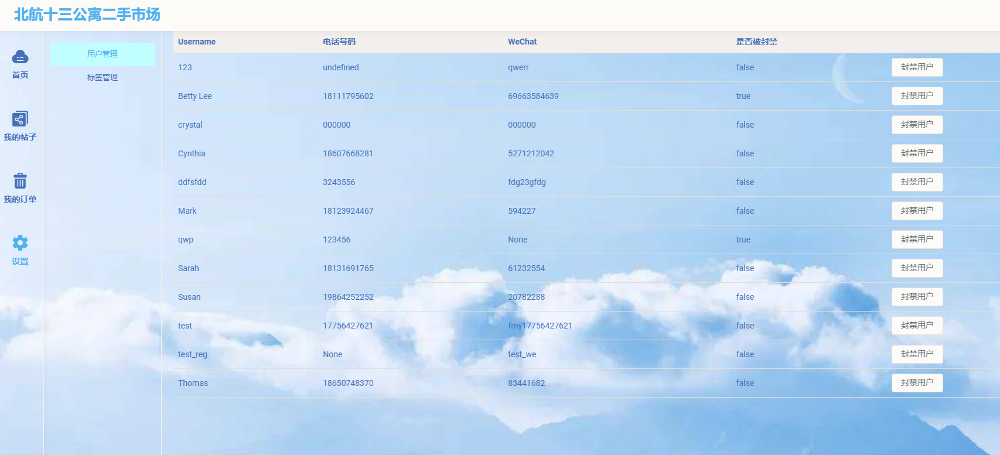 北航十三公寓二手市场
首页
我的帖子
我的订单
设置
用户管理
标签管理
Username 电话号码 WeChat 是否被封禁
123 undefined qwerr false 封禁用户
Betty Lee 18111795602 69663584639 true 封禁用户
crystal 000000 000000 false 封禁用户
Cynthia 18607668281 5271212042 false 封禁用户
ddfsfdd 3243556 fdg23gfdg false 封禁用户
Mark 18123924467 594227 false 封禁用户
qwp 123456 None true 封禁用户
Sarah 18131691765 61232554 false 封禁用户
Susan 19864252252 20782288 false 封禁用户
test 17756427621 fmy17756427621 false 封禁用户
test_reg None test_we false 封禁用户
Thomas 18650748370 83441682 false 封禁用户